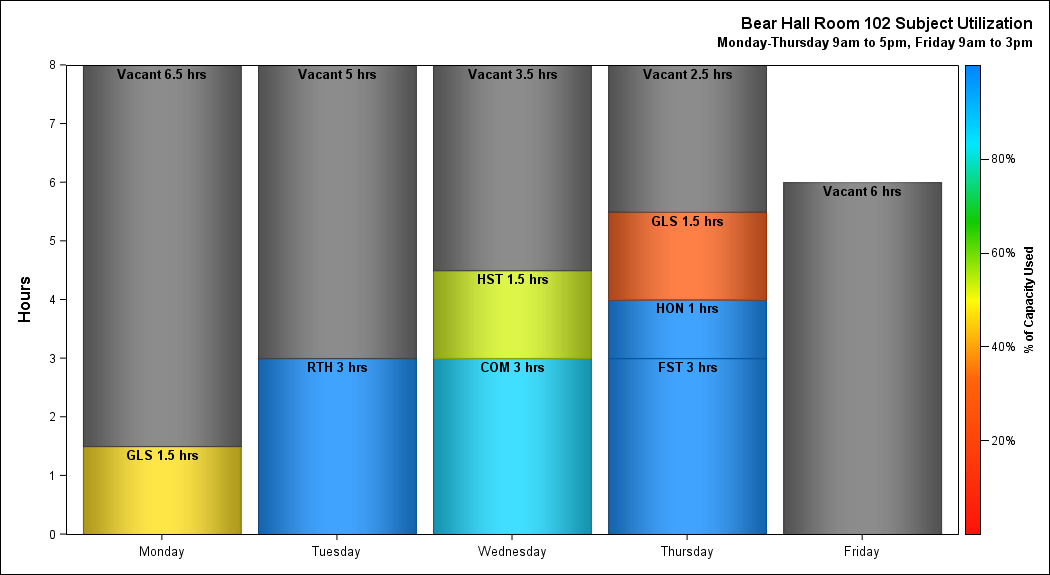 Bear Hall Room 102 Subject Utilization
Monday-Thursday 9am to 5pm, Friday 9am to 3pm
Hours
8
7
6
5
4
3
2
1
0
Vacant 6.5 hrs
GLS 1.5 hrs
Vacant 5 hrs
RTH 3 hrs
Vacant 3.5 hrs
HST 1.5 hrs
COM 3 hrs
Vacant 2.5 hrs
GLS 1.5 hrs
HON 1 hrs
FST 3 hrs
Vacant 6 hrs
Monday
Tuesday
Wednesday
Thursday
Friday
80%
60%
40%
20%
% of Capacity Used